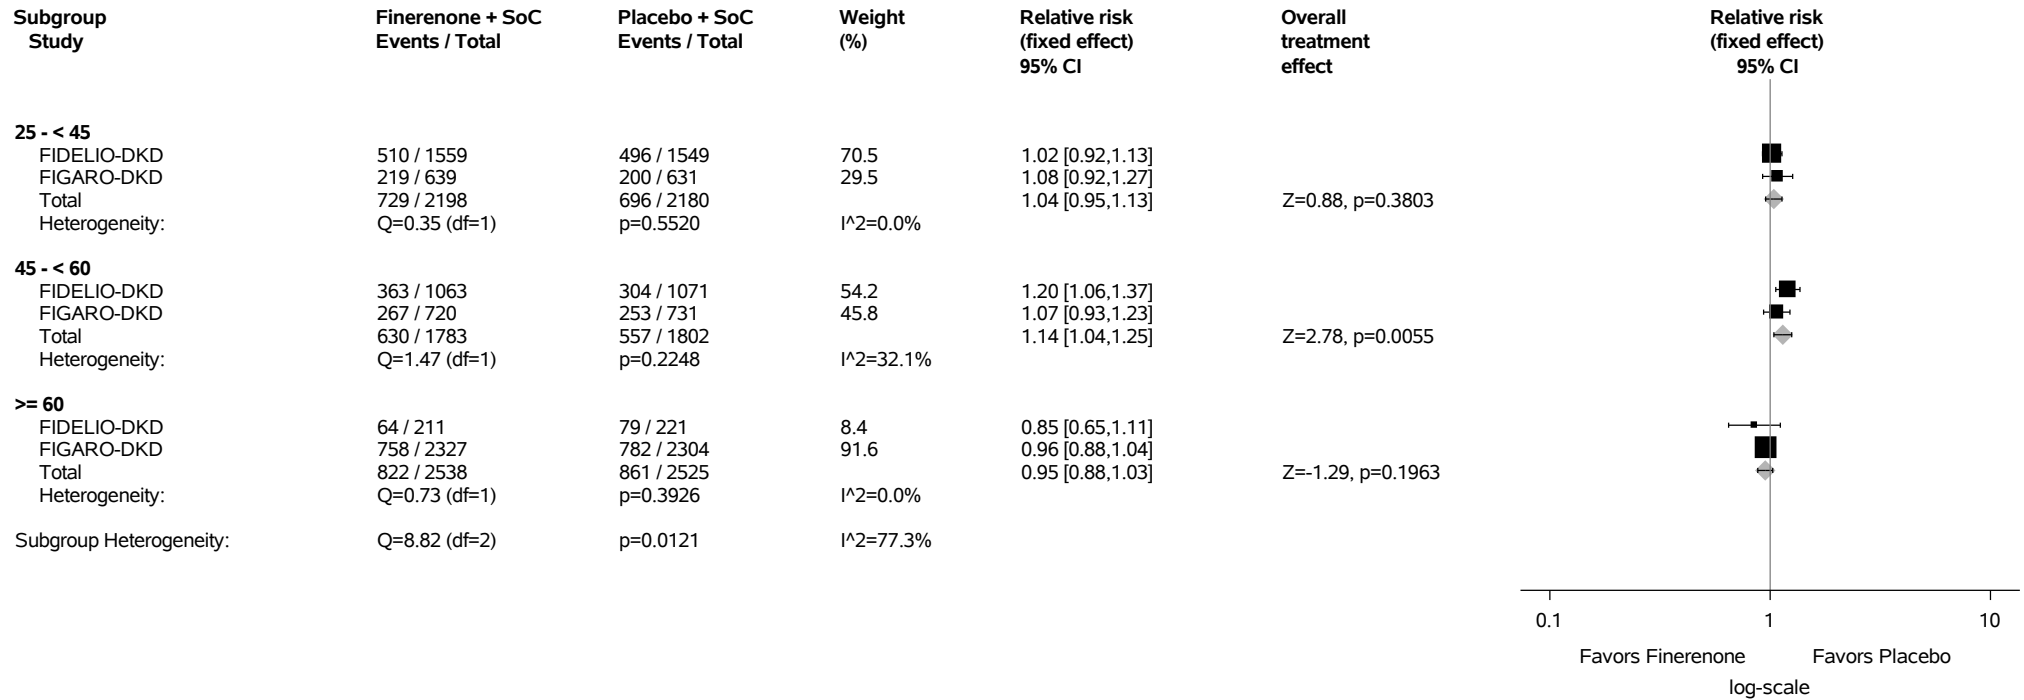 Subgroup Finerenone + SoC Placebo + SoC Weight Relative risk Overall Relative risk
Study Events / Total Events / Total (%) (fixed effect) treatment (fixed effect)
95% CI effect 95% CI
25 - < 45
FIDELIO-DKD 510 / 1559 496 / 1549 70.5 1.02 [0.92,1.13]
FIGARO-DKD 219 / 639 200 / 631 29.5 1.08 [0.92,1.27]
Total 729 / 2198 696 / 2180 1.04 [0.95,1.13] Z=0.88, p=0.3803
Heterogeneity: Q=0.35 (df=1) p=0.5520 I^2=0.0%
45 - < 60
FIDELIO-DKD 363 / 1063 304 / 1071 54.2 1.20 [1.06,1.37]
FIGARO-DKD 267 / 720 253 / 731 45.8 1.07 [0.93,1.23]
Total 630 / 1783 557 / 1802 1.14 [1.04,1.25] Z=2.78, p=0.0055
Heterogeneity: Q=1.47 (df=1) p=0.2248 I^2=32.1%
>= 60
FIDELIO-DKD 64 / 211 79 / 221 8.4 0.85 [0.65,1.11]
FIGARO-DKD 758 / 2327 782 / 2304 91.6 0.96 [0.88,1.04]
Total 822 / 2538 861 / 2525 0.95 [0.88,1.03] Z=-1.29, p=0.1963
Heterogeneity: Q=0.73 (df=1) p=0.3926 I^2=0.0%
Subgroup Heterogeneity: Q=8.82 (df=2) p=0.0121 I^2=77.3%
0.1 1 10
Favors Finerenone Favors Placebo
log-scale